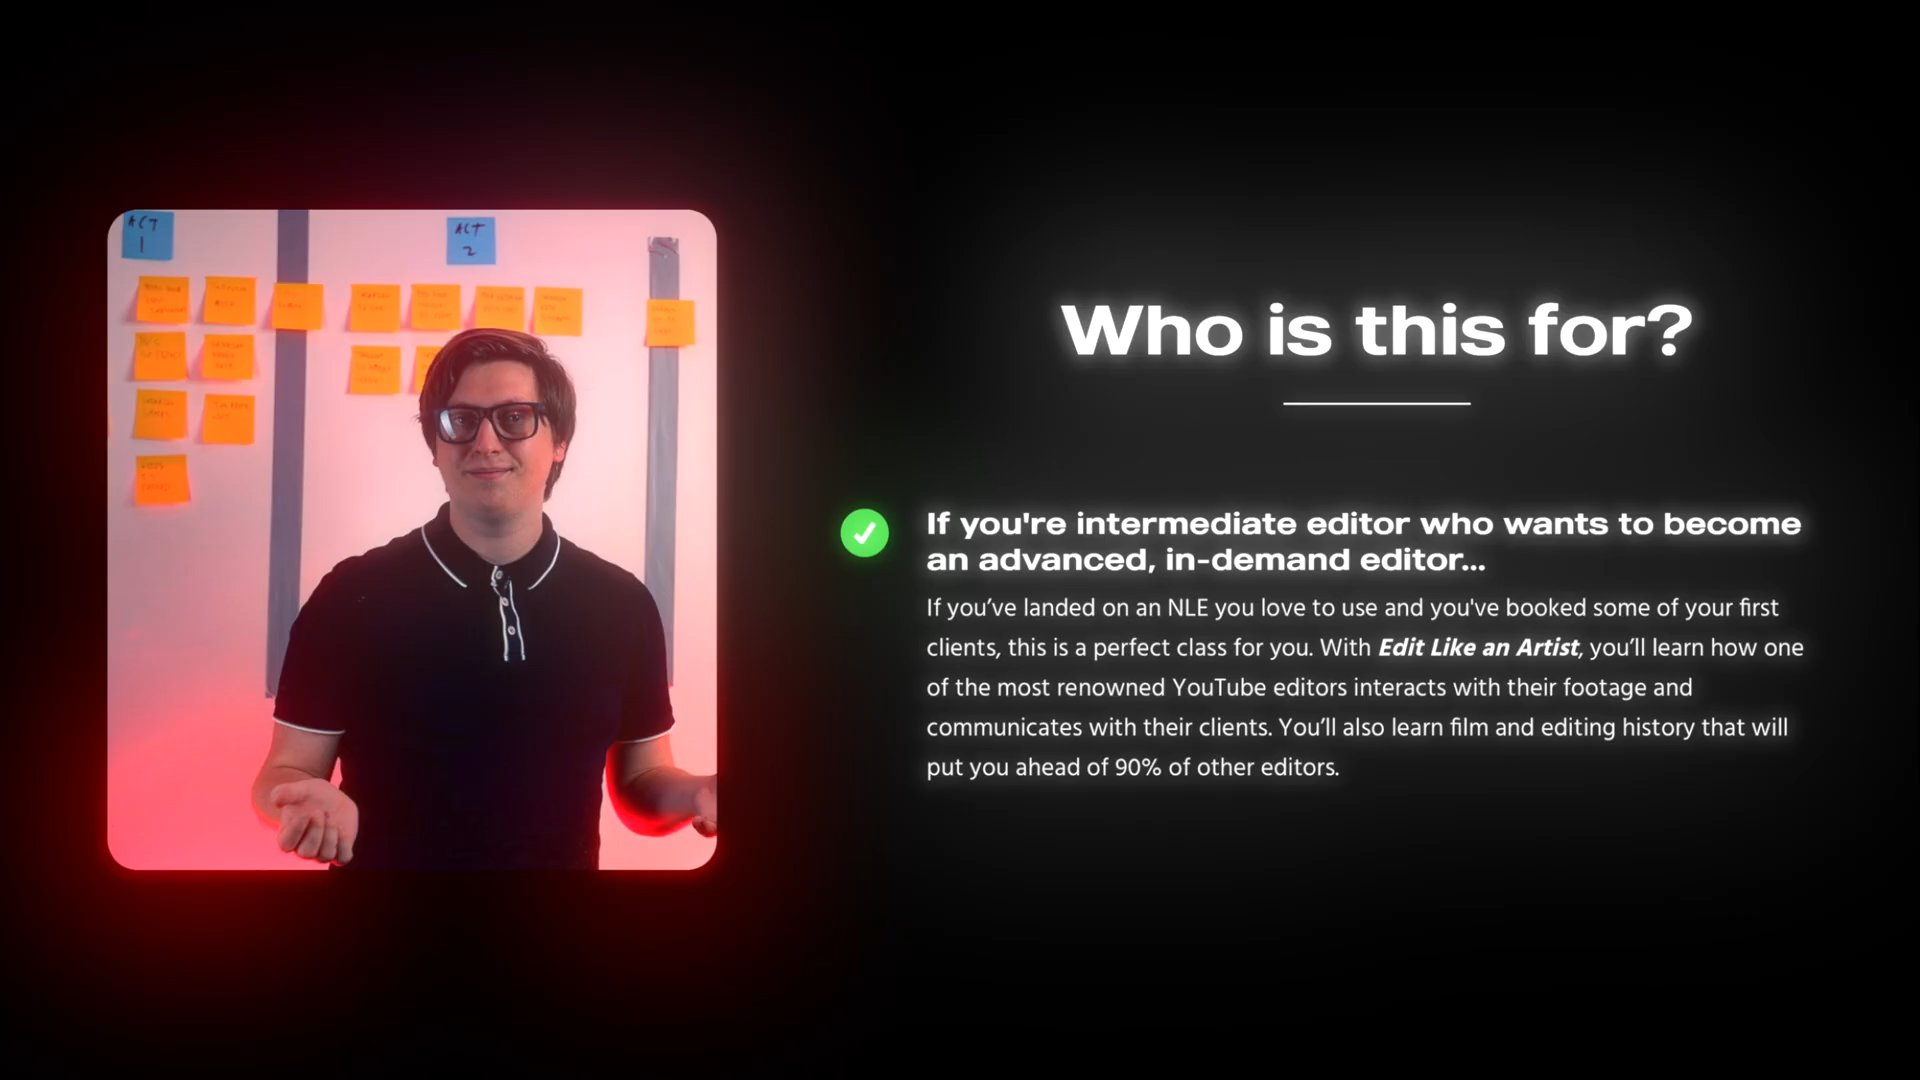 ACT
1
ACT
2
Who is this for?
If you're intermediate editor who wants to become
an advanced, in-demand editor...
If you’ve landed on an NLE you love to use and you've booked some of your first
clients, this is a perfect class for you. With Edit Like an Artist, you’ll learn how one
of the most renowned YouTube editors interacts with their footage and
communicates with their clients. You’ll also learn film and editing history that will
put you ahead of 90% of other editors.